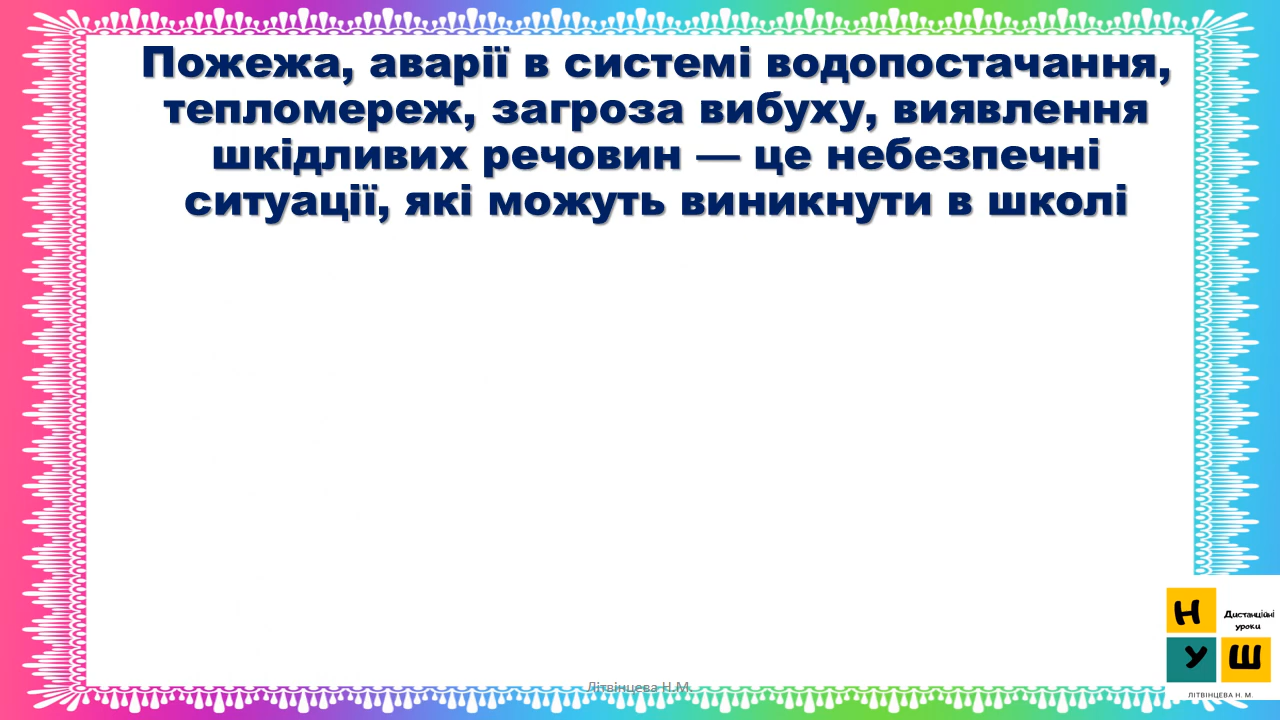 Пожежа, аварії в системі водопостачання,
тепломереж, загроза вибуху, виявлення
шкідливих речовин — це небезпечні
ситуації, які можуть виникнути в школі
Н
Дистанційні
уроки
У Ш
ЛІТВІНЦЕВА Н. М.
Літвінцева Н.М.